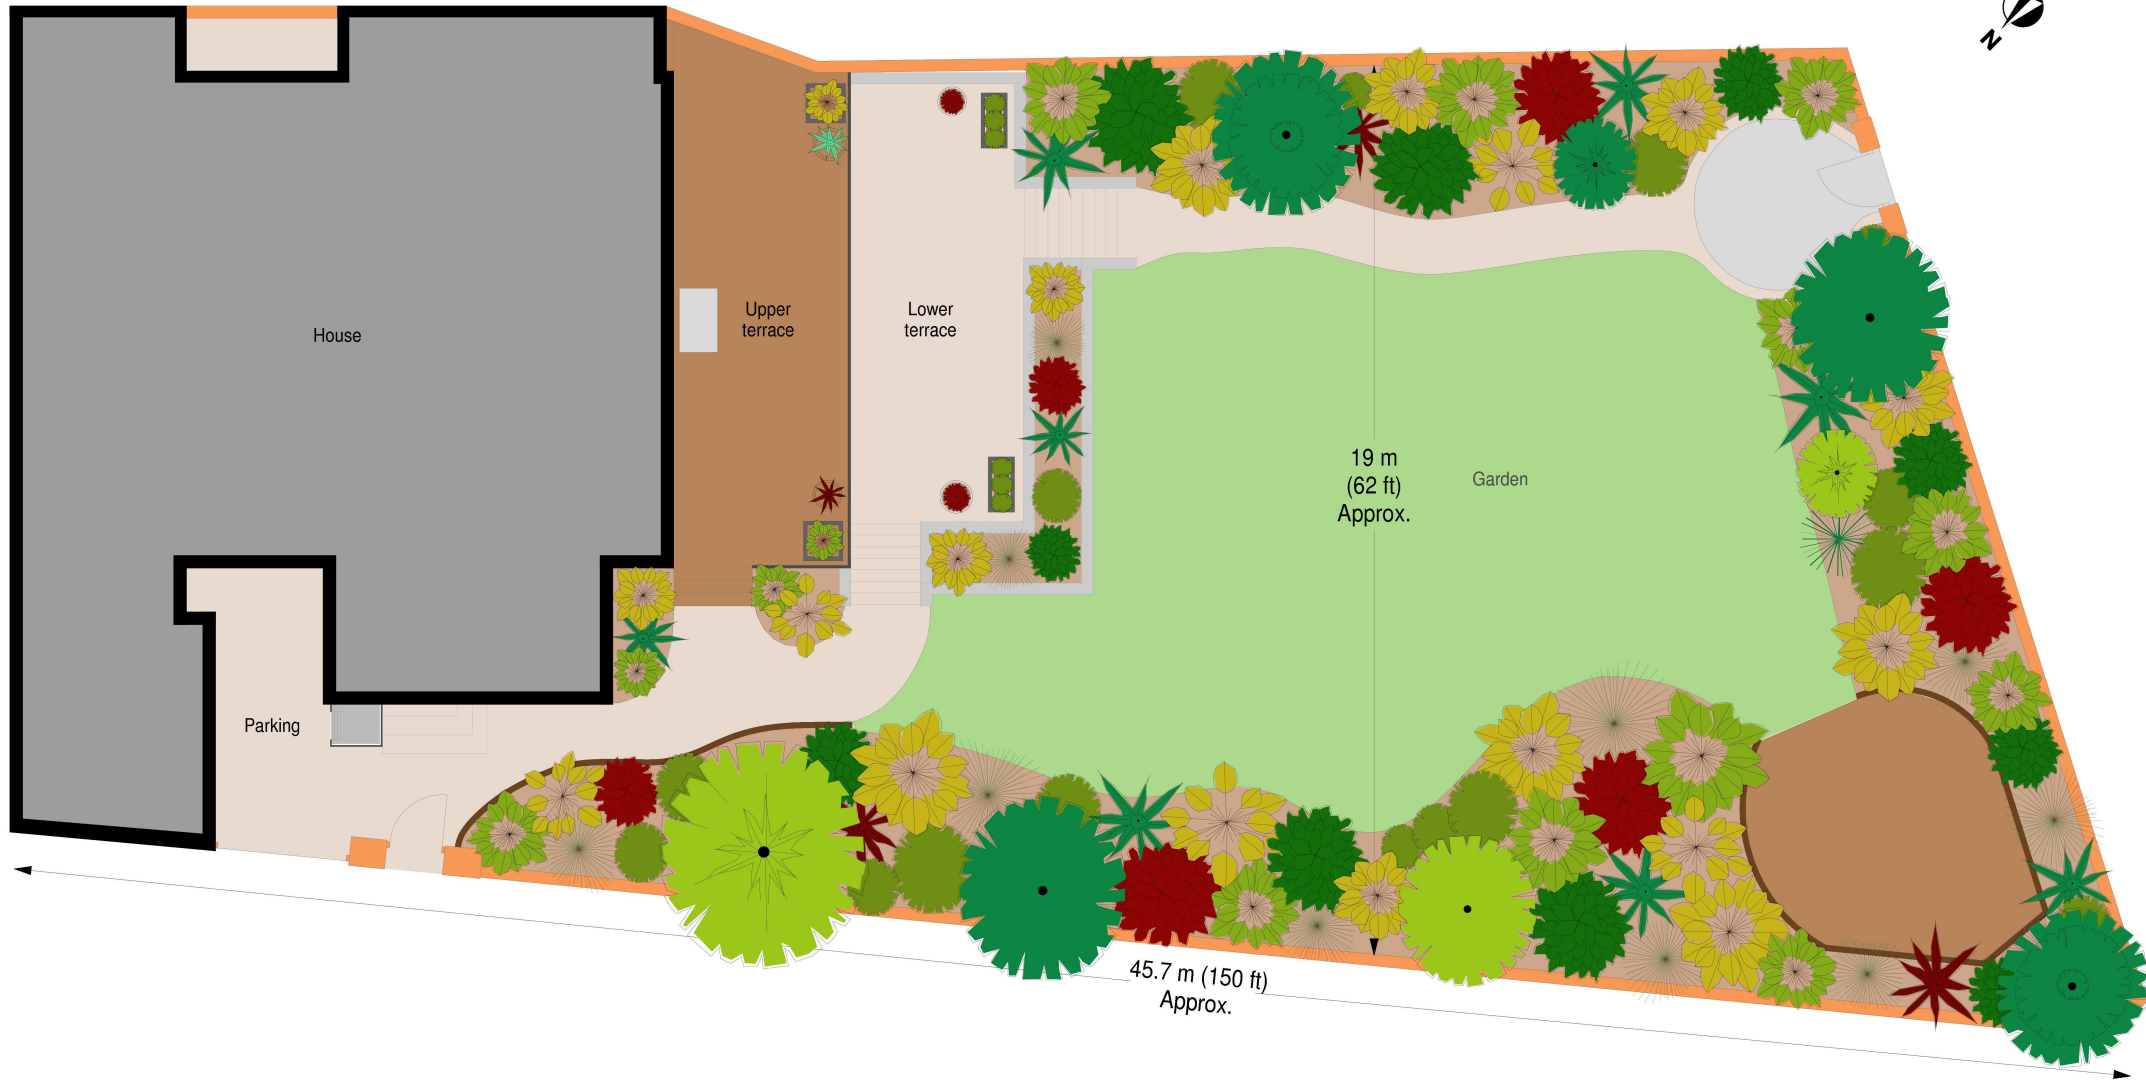 N
House
Upper
terrace
Lower
terrace
19 m
(62 ft)
Approx.
Garden
Parking
45.7 m (150 ft)
Approx.